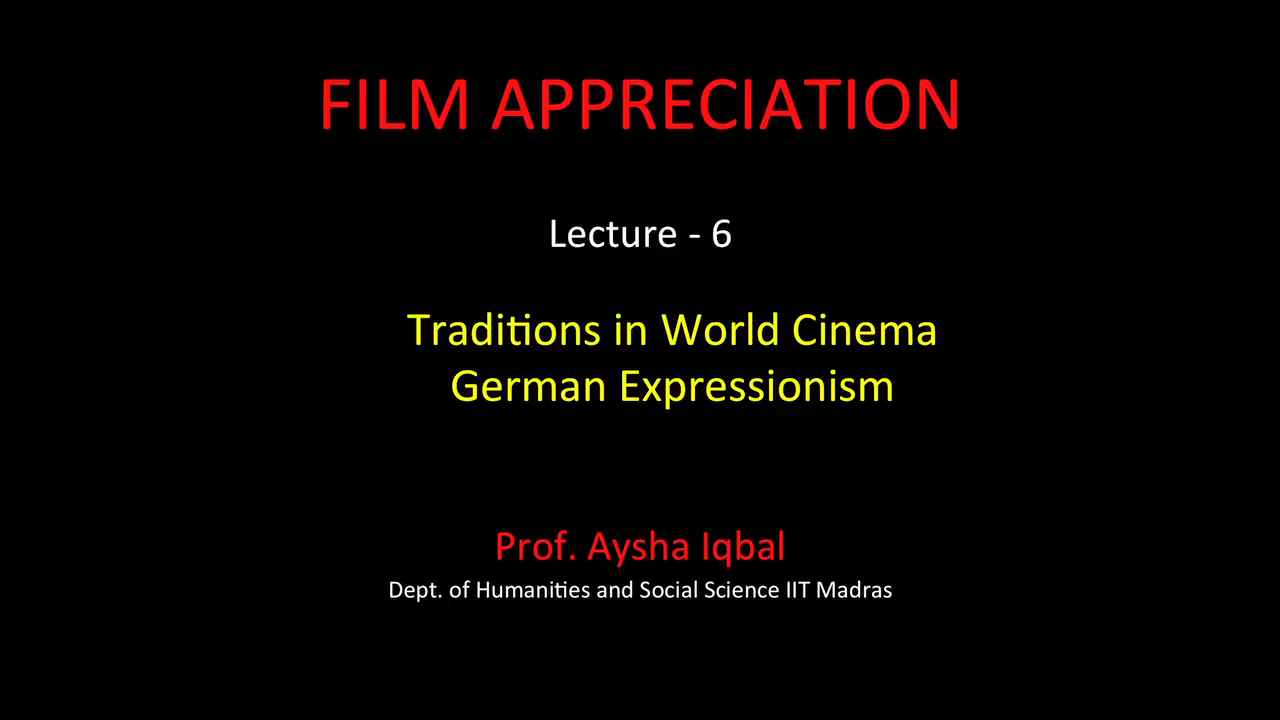 FILM APPRECIATION
Lecture - 6
Traditions in World Cinema
German Expressionism
Prof. Aysha Iqbal
Dept. of Humanities and Social Science IIT Madras